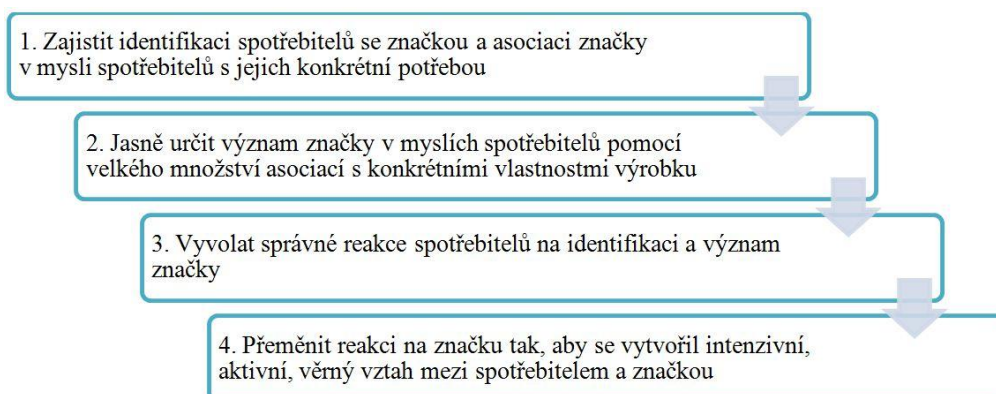 1. Zajistit identifikaci spotřebitelů se značkou a asociaci značky
v mysli spotřebitelů s jejich konkrétní potřebou
2. Jasně určit význam značky v myslích spotřebitelů pomocí
velkého množství asociací s konkrétními vlastnostmi výrobku
3. Vyvolat správné reakce spotřebitelů na identifikaci a význam
značky
4. Přeměnit reakci na značku tak, aby se vytvořil intenzivní,
aktivní, věrný vztah mezi spotřebitelem a značkou